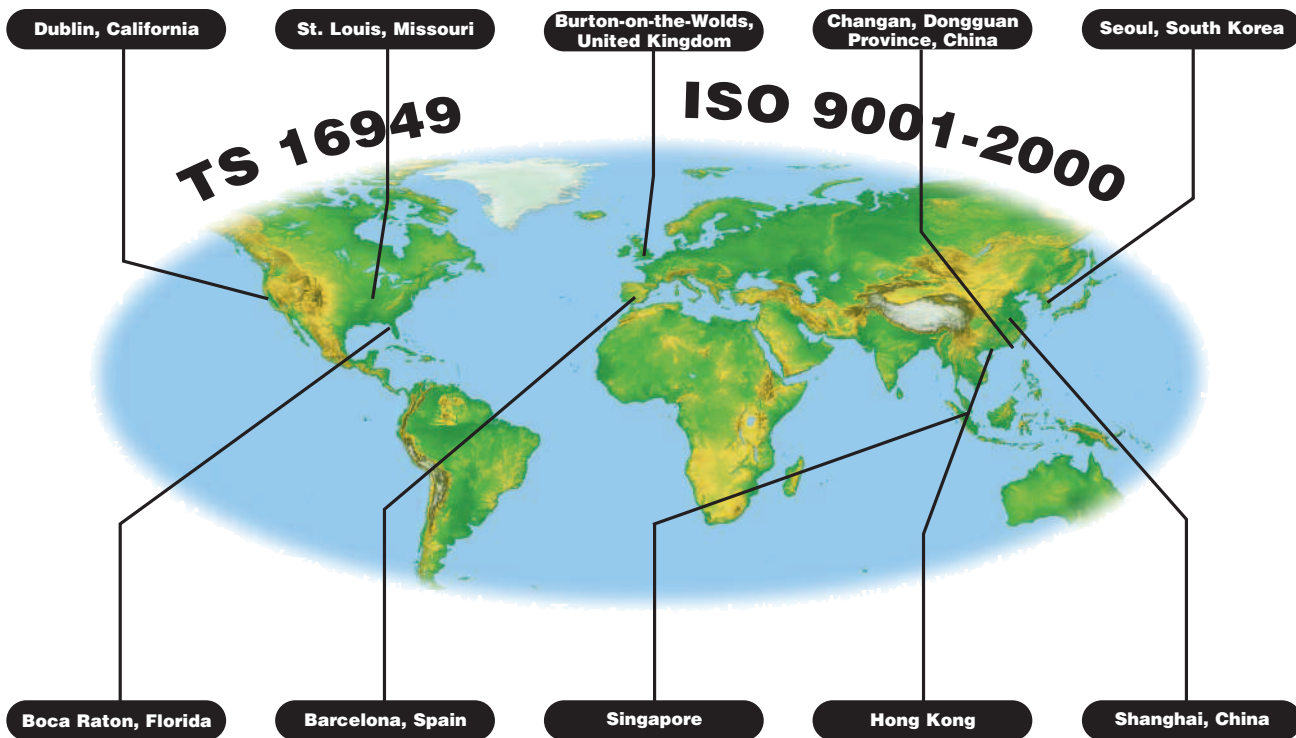 Dublin, California
St. Louis, Missouri
Burton-on-the-Wolds,
United Kingdom
Changan, Dongguan
Province, China
Seoul, South Korea
TS 16949
ISO 9001-2000
Boca Raton, Florida
Barcelona, Spain
Singapore
Hong Kong
Shanghai, China